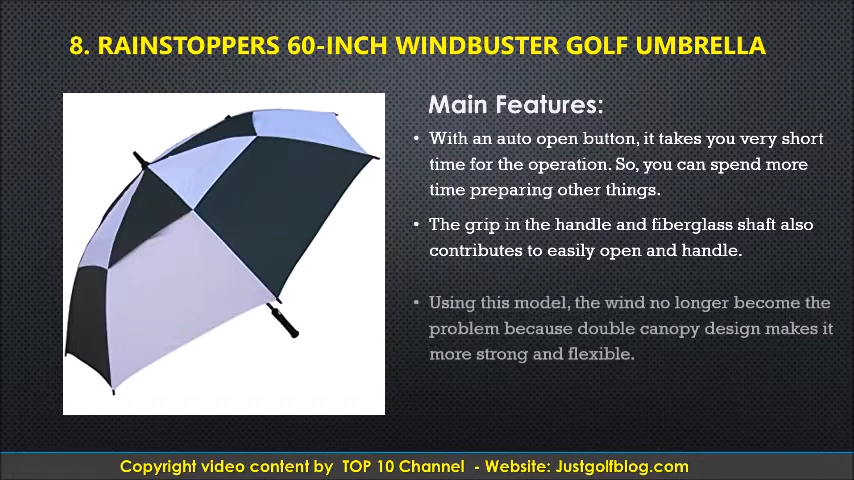 8. RAINSTOPPERS 60-INCH WINDBUSTER GOLF UMBRELLA
Main Features:
• With an auto open button, it takes you very short
time for the operation. So, you can spend more
time preparing other things.
• The grip in the handle and fiberglass shaft also
contributes to easily open and handle.
• Using this model, the wind no longer become the
problem because double canopy design makes it
more strong and flexible.
Copyright video content by TOP 10 Channel - Website: Justgolfblog.com